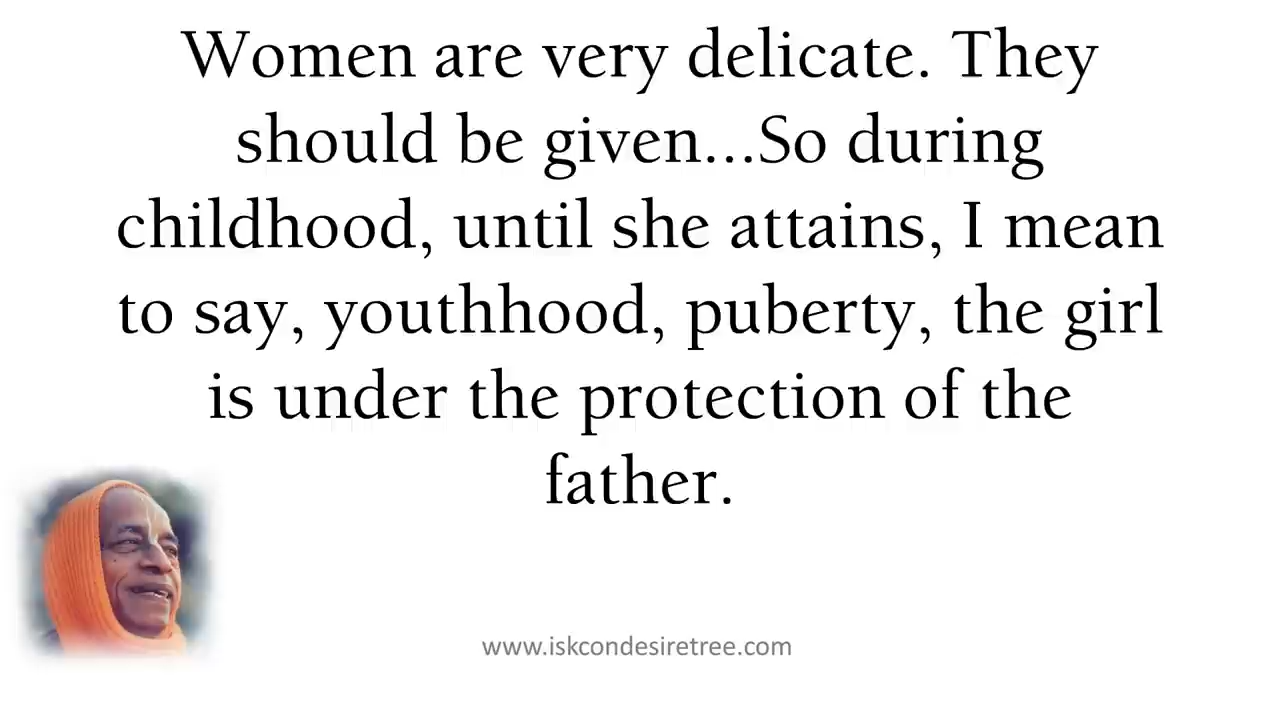 Women are very delicate. They
should be given...So during
childhood, until she attains, I mean
to say, youthhood, puberty, the girl
is under the protection of the
father.
www.iskcondesiretree.com